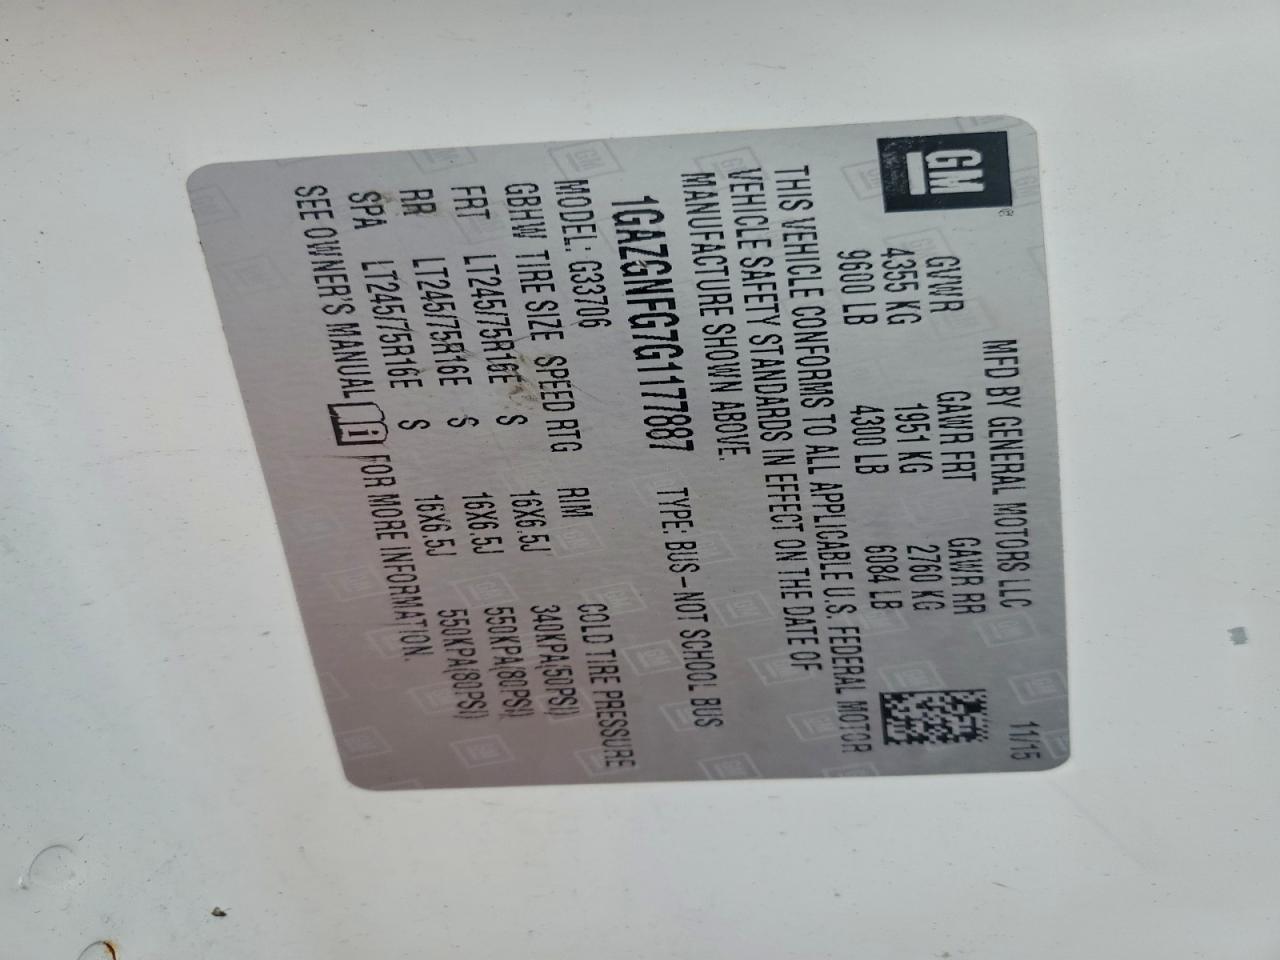 GM
MFD BY GENERAL MOTORS LLC 11/15
GVWR GAWR FRT GAWR RR
4355 KG 1951 KG 2760 KG
9600 LB 4300 LB 6084 LB
THIS VEHICLE CONFORMS TO ALL APPLICABLE U.S. FEDERAL MOTOR
VEHICLE SAFETY STANDARDS IN EFFECT ON THE DATE OF
MANUFACTURE SHOWN ABOVE.
1GAZGNFG7G1177887 TYPE: BUS-NOT SCHOOL BUS
MODEL: G33706
GBHW TIRE SIZE SPEED RTG RIM COLD TIRE PRESSURE
FRT LT245/75R16E S 16X6.5J 340KPA(50PSI)
RR LT245/75R16E S 16X6.5J 550KPA(80PSI)
SPA LT245/75R16E S 16X6.5J 550KPA(80PSI)
SEE OWNER'S MANUAL FOR MORE INFORMATION.